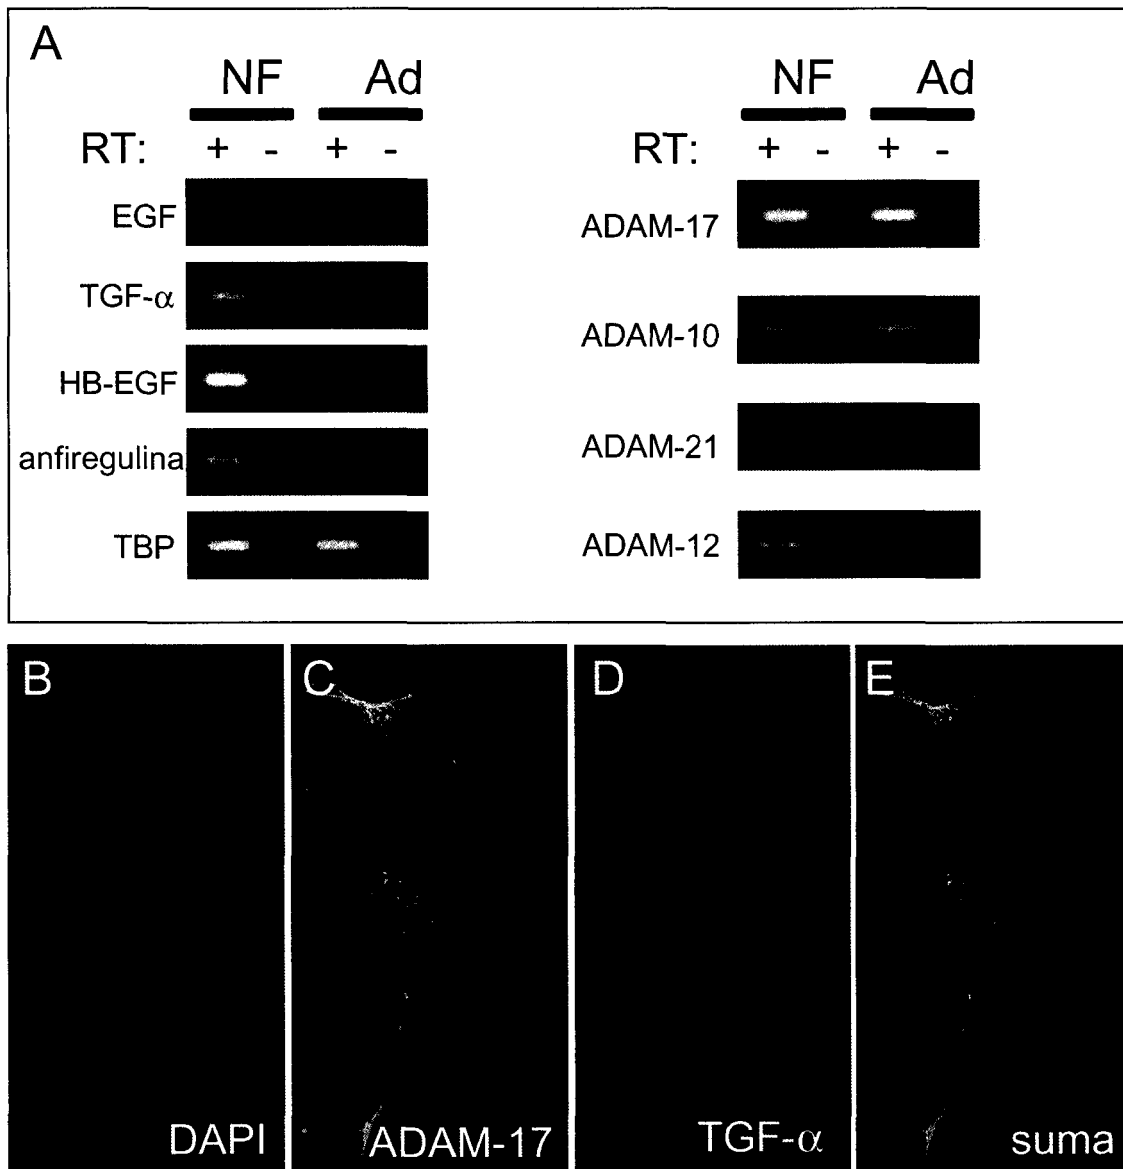 A
NF Ad
RT: + - + -
EGF
TGF-α
HB-EGF
anfiregulina
TBP
NF Ad
RT: + - + -
ADAM-17
ADAM-10
ADAM-21
ADAM-12
B
DAPI
C
ADAM-17
D
TGF-α
E
suma